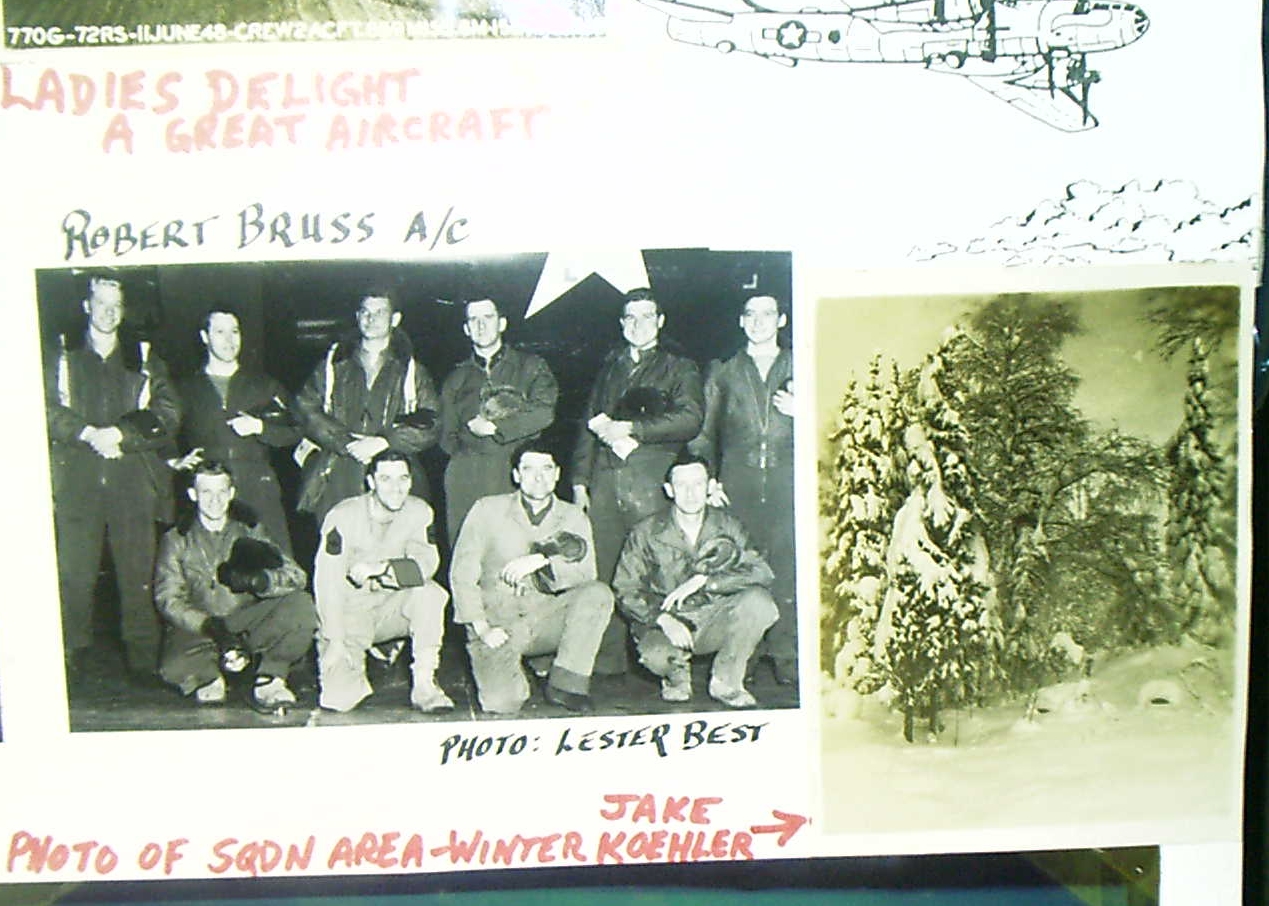 770G-72RS-11JUNE48-CREW2ACFT
LADIES DELIGHT
A GREAT AIRCRAFT
ROBERT BRUSS A/C
PHOTO: LESTER BEST
JAKE
PHOTO OF SQDN AREA-WINTER KOEHLER →